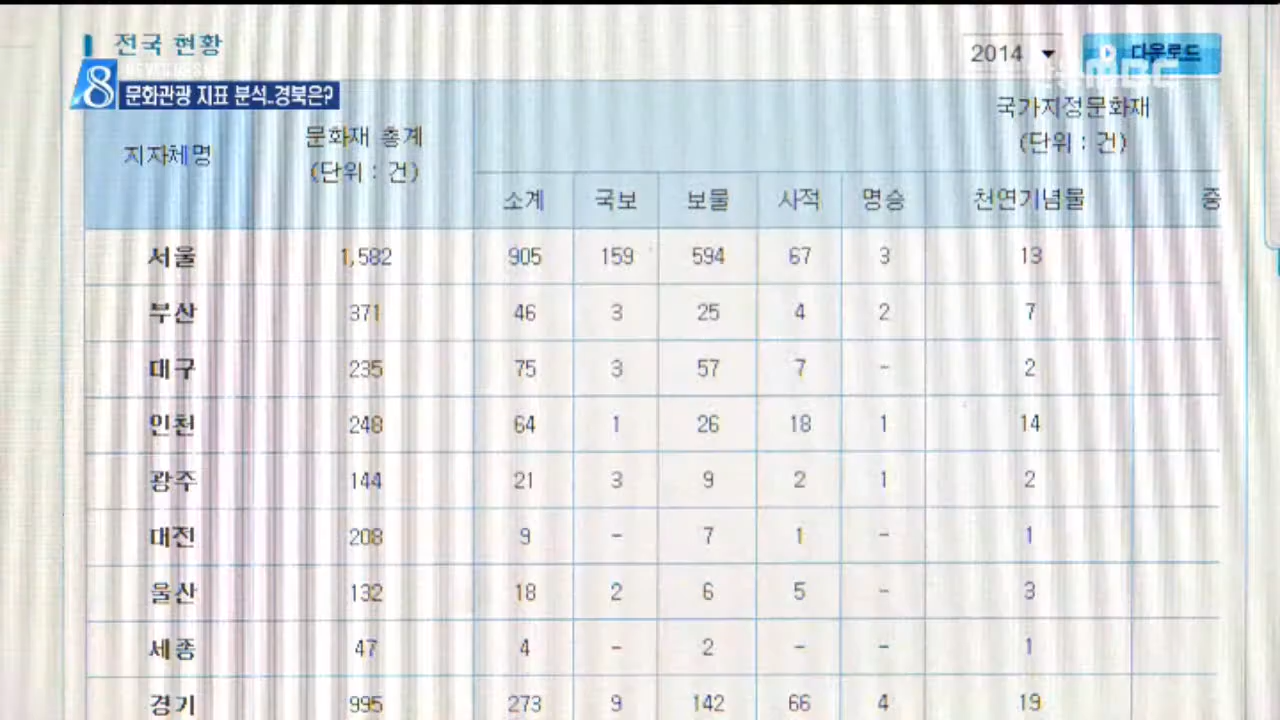 전국 현황
2014
다운로드
8
문화관광 지표 분석..경북은?
MBC
지자체명 문화재 총계 국가지정문화재
(단위 : 건) (단위 : 건)
소계 국보 보물 사적 명승 천연기념물 중
서울 1,582 905 159 594 67 3 13
부산 371 46 3 25 4 2 7
대구 235 75 3 57 7 - 2
인천 248 64 1 26 18 1 14
광주 144 21 3 9 2 1 2
대전 208 9 - 7 1 - 1
울산 132 18 2 6 5 - 3
세종 47 4 - 2 - - 1
경기 995 273 9 142 66 4 19